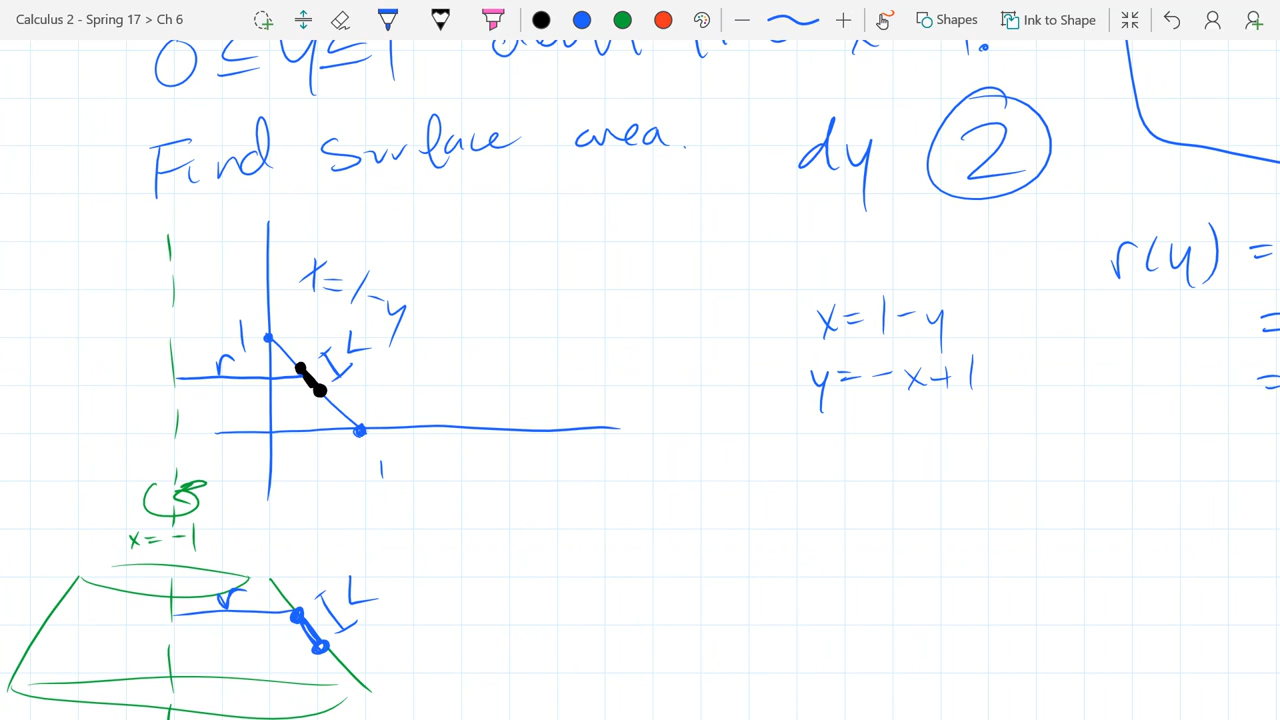 Calculus 2 - Spring 17 > Ch 6
Shapes
Ink to Shape
0 ≤ y ≤ 1
Find surface area.
dy ②
r(y) =
=
=
x = 1 - y
1
L
r
x = 1 - y
y = -x + 1
1
x = -1
r
L